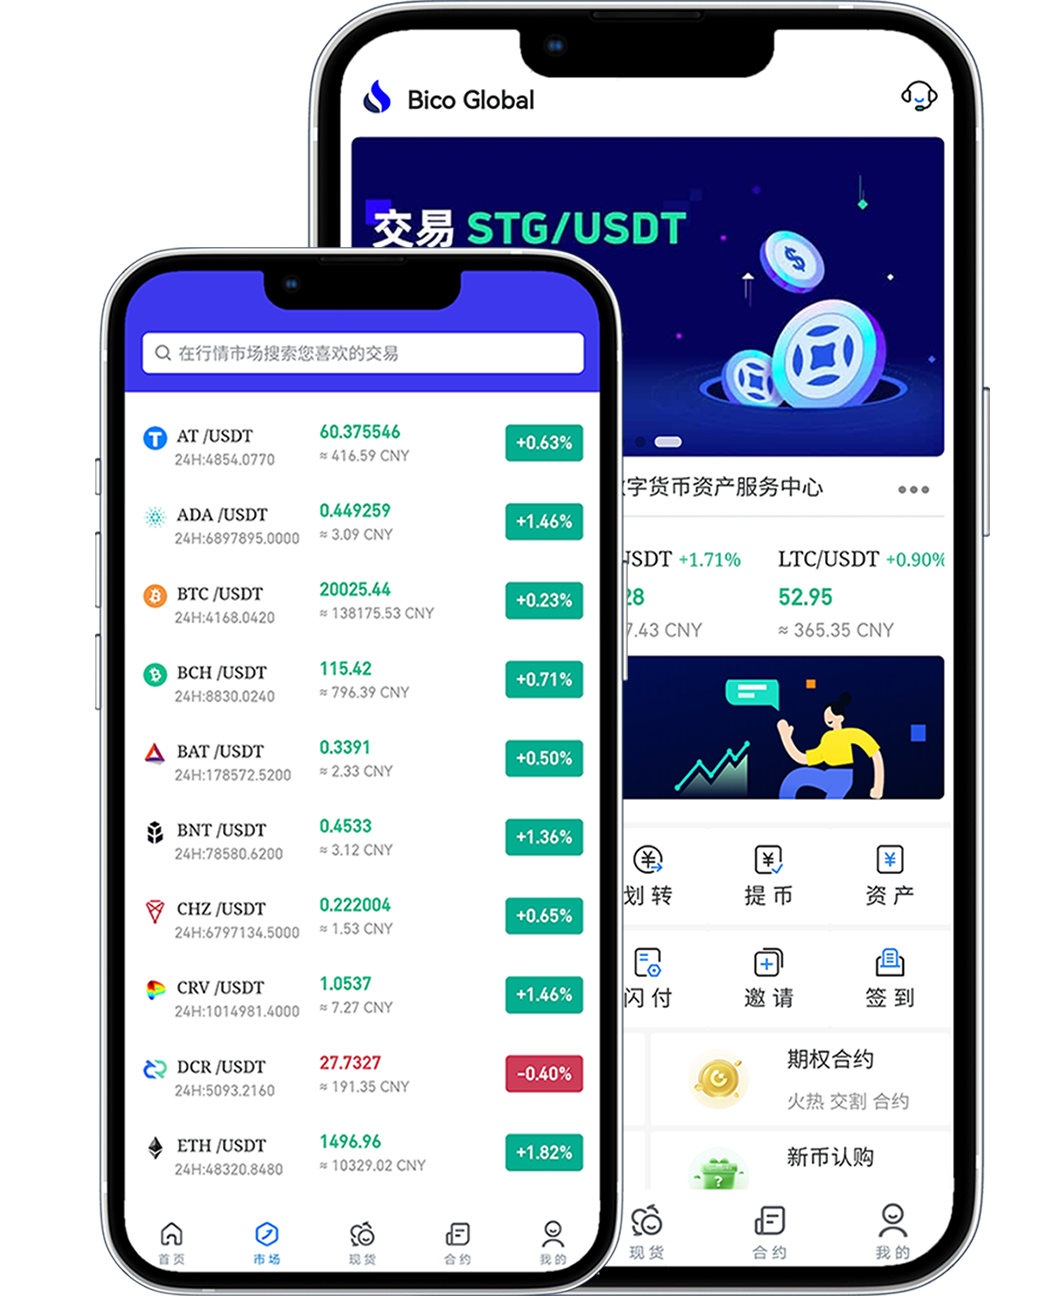 Bico Global
交易 STG/USDT
字货币资产服务中心
USDT +1.71%
28
7.43 CNY
LTC/USDT +0.90%
52.95
≈ 365.35 CNY
划转
提币
资产
闪付
邀请
签到
期权合约
火热 交割 合约
新币认购
?
现货
合约
我的
在行情市场搜索您喜欢的交易
AT /USDT 60.375546 +0.63%
24H:4854.0770 ≈ 416.59 CNY
ADA /USDT 0.449259 +1.46%
24H:6897895.0000 ≈ 3.09 CNY
BTC /USDT 20025.44 +0.23%
24H:4168.0420 ≈ 138175.53 CNY
BCH /USDT 115.42 +0.71%
24H:8830.0240 ≈ 796.39 CNY
BAT /USDT 0.3391 +0.50%
24H:178572.5200 ≈ 2.33 CNY
BNT /USDT 0.4533 +1.36%
24H:78580.6200 ≈ 3.12 CNY
CHZ /USDT 0.222004 +0.65%
24H:6797134.5000 ≈ 1.53 CNY
CRV /USDT 1.0537 +1.46%
24H:1014981.4000 ≈ 7.27 CNY
DCR /USDT 27.7327 -0.40%
24H:5093.2160 ≈ 191.35 CNY
ETH /USDT 1496.96 +1.82%
24H:48320.8480 ≈ 10329.02 CNY
首页
市场
现货
合约
我的